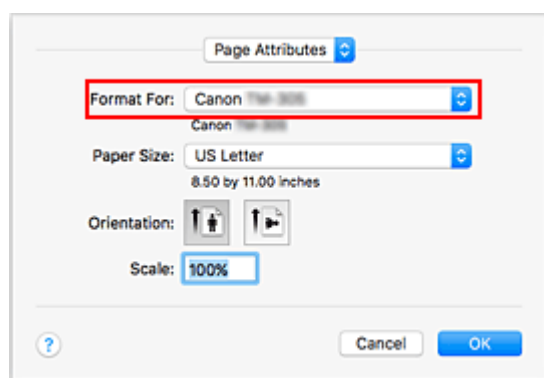 Page Attributes
Format For: Canon
Canon
Paper Size: US Letter
8.50 by 11.00 inches
Orientation:
Scale: 100%
? Cancel OK